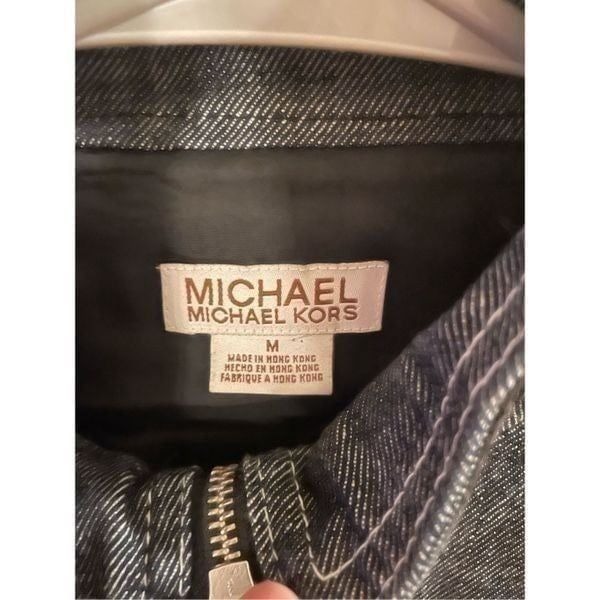 MICHAEL
MICHAEL KORS
M
MADE IN HONG KONG
HECHO EN HONG KONG
FABRIQUE A HONG KONG